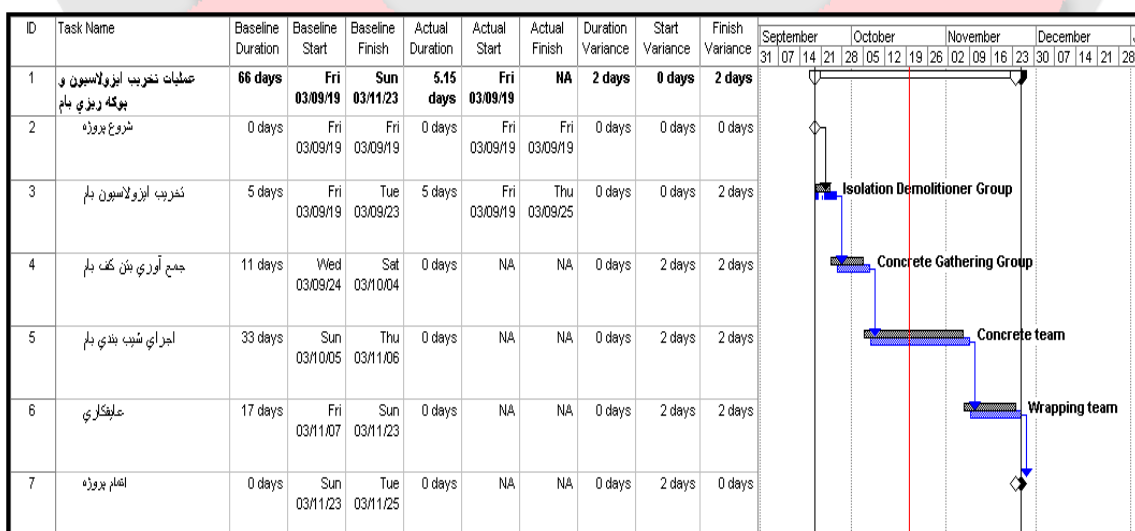 ID Task Name Baseline Duration Baseline Start Baseline Finish Actual Duration Actual Start Actual Finish Duration Variance Start Variance Finish Variance
September October November December
31 07 14 21 28 05 12 19 26 02 09 16 23 30 07 14 21 28
1 عمليات تخريب ايزولاسيون و 66 days Fri Sun 5.15 Fri NA 2 days 0 days 2 days
پوكه ريزي بام 03/09/19 03/11/23 days 03/09/19
2 شروع پروژه 0 days Fri Fri 0 days Fri Fri 0 days 0 days 0 days
03/09/19 03/09/19 03/09/19 03/09/19
3 تخريب ايزولاسيون بام 5 days Fri Tue 5 days Fri Thu 0 days 0 days 2 days Isolation Demolitioner Group
03/09/19 03/09/23 03/09/19 03/09/25
4 جمع آوري بتن كف بام 11 days Wed Sat 0 days NA NA 0 days 2 days 2 days Concrete Gathering Group
03/09/24 03/10/04
5 اجراي شيب بندي بام 33 days Sun Thu 0 days NA NA 0 days 2 days 2 days Concrete team
03/10/05 03/11/06
6 عايقكاري 17 days Fri Sun 0 days NA NA 0 days 2 days 2 days Wrapping team
03/11/07 03/11/23
7 اتمام پروژه 0 days Sun Tue 0 days NA NA 0 days 2 days 0 days
03/11/23 03/11/25